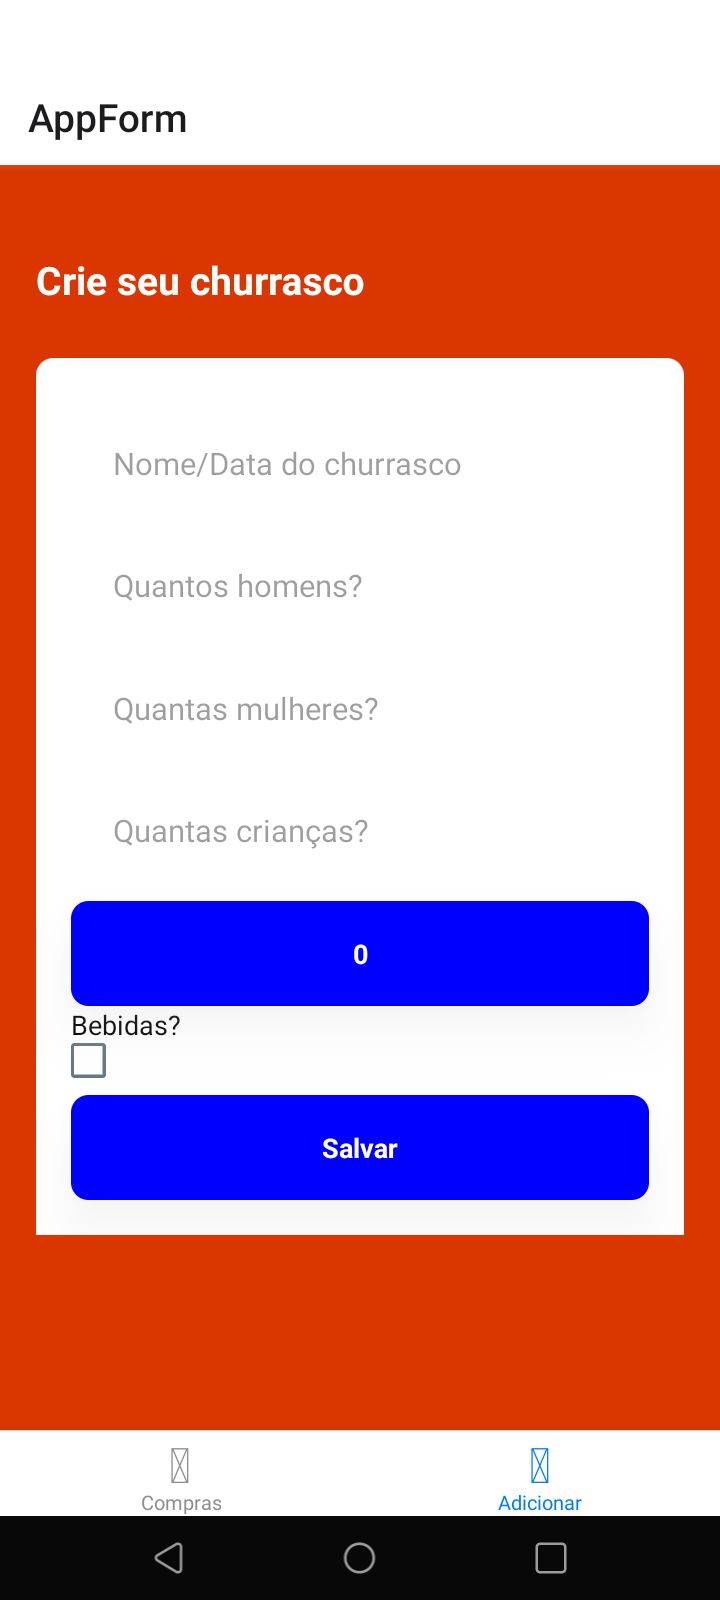 AppForm
Crie seu churrasco
Nome/Data do churrasco
Quantos homens?
Quantas mulheres?
Quantas crianças?
0
Bebidas?
Salvar
Compras
Adicionar